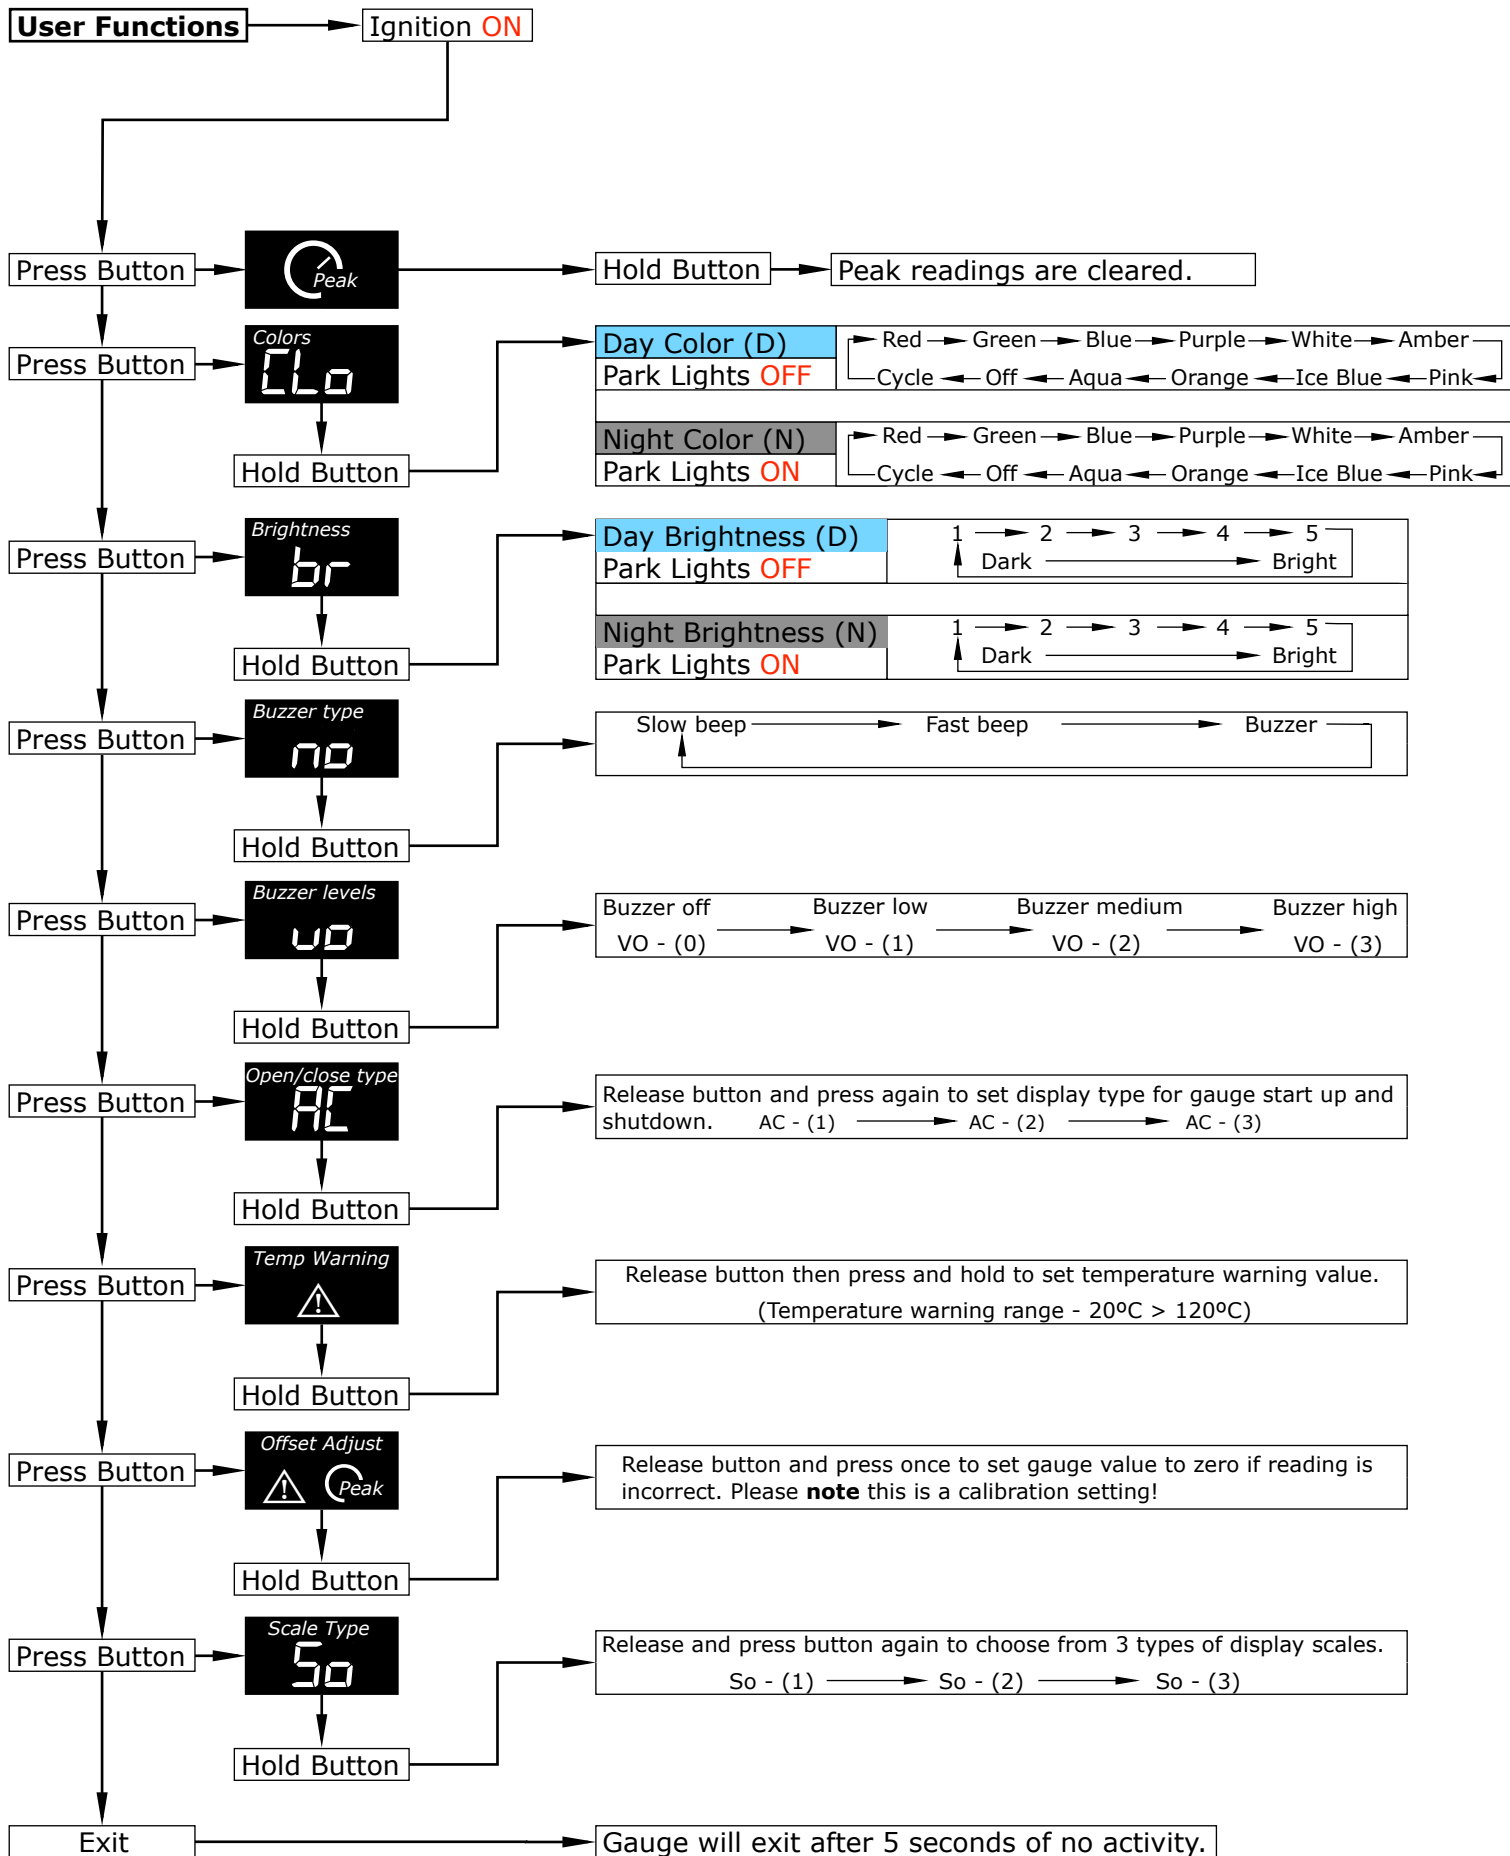 User Functions
Ignition ON
Press Button
Peak
Hold Button
Peak readings are cleared.
Press Button
Colors
CLo
Hold Button
Day Color (D)
Park Lights OFF
Red Green Blue Purple White Amber
Cycle Off Aqua Orange Ice Blue Pink
Night Color (N)
Park Lights ON
Red Green Blue Purple White Amber
Cycle Off Aqua Orange Ice Blue Pink
Press Button
Brightness
br
Hold Button
Day Brightness (D)
Park Lights OFF
1 2 3 4 5
Dark Bright
Night Brightness (N)
Park Lights ON
1 2 3 4 5
Dark Bright
Press Button
Buzzer type
no
Hold Button
Slow beep Fast beep Buzzer
Press Button
Buzzer levels
vo
Hold Button
Buzzer off Buzzer low Buzzer medium Buzzer high
VO - (0) VO - (1) VO - (2) VO - (3)
Press Button
Open/close type
AC
Hold Button
Release button and press again to set display type for gauge start up and
shutdown. AC - (1) AC - (2) AC - (3)
Press Button
Temp Warning
!
Hold Button
Release button then press and hold to set temperature warning value.
(Temperature warning range - 20ºC > 120ºC)
Press Button
Offset Adjust
! Peak
Hold Button
Release button and press once to set gauge value to zero if reading is
incorrect. Please note this is a calibration setting!
Press Button
Scale Type
So
Hold Button
Release and press button again to choose from 3 types of display scales.
So - (1) So - (2) So - (3)
Exit
Gauge will exit after 5 seconds of no activity.